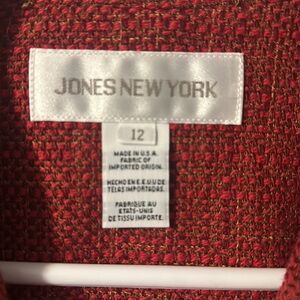 JONES NEW YORK
12
MADE IN U.S.A.
FABRIC OF
IMPORTED ORIGIN.
HECHO EN E.E.U.U DE
TELAS IMPORTADAS.
FABRIQUE AU
ETATS-UNIS
DE TISSU IMPORTE.